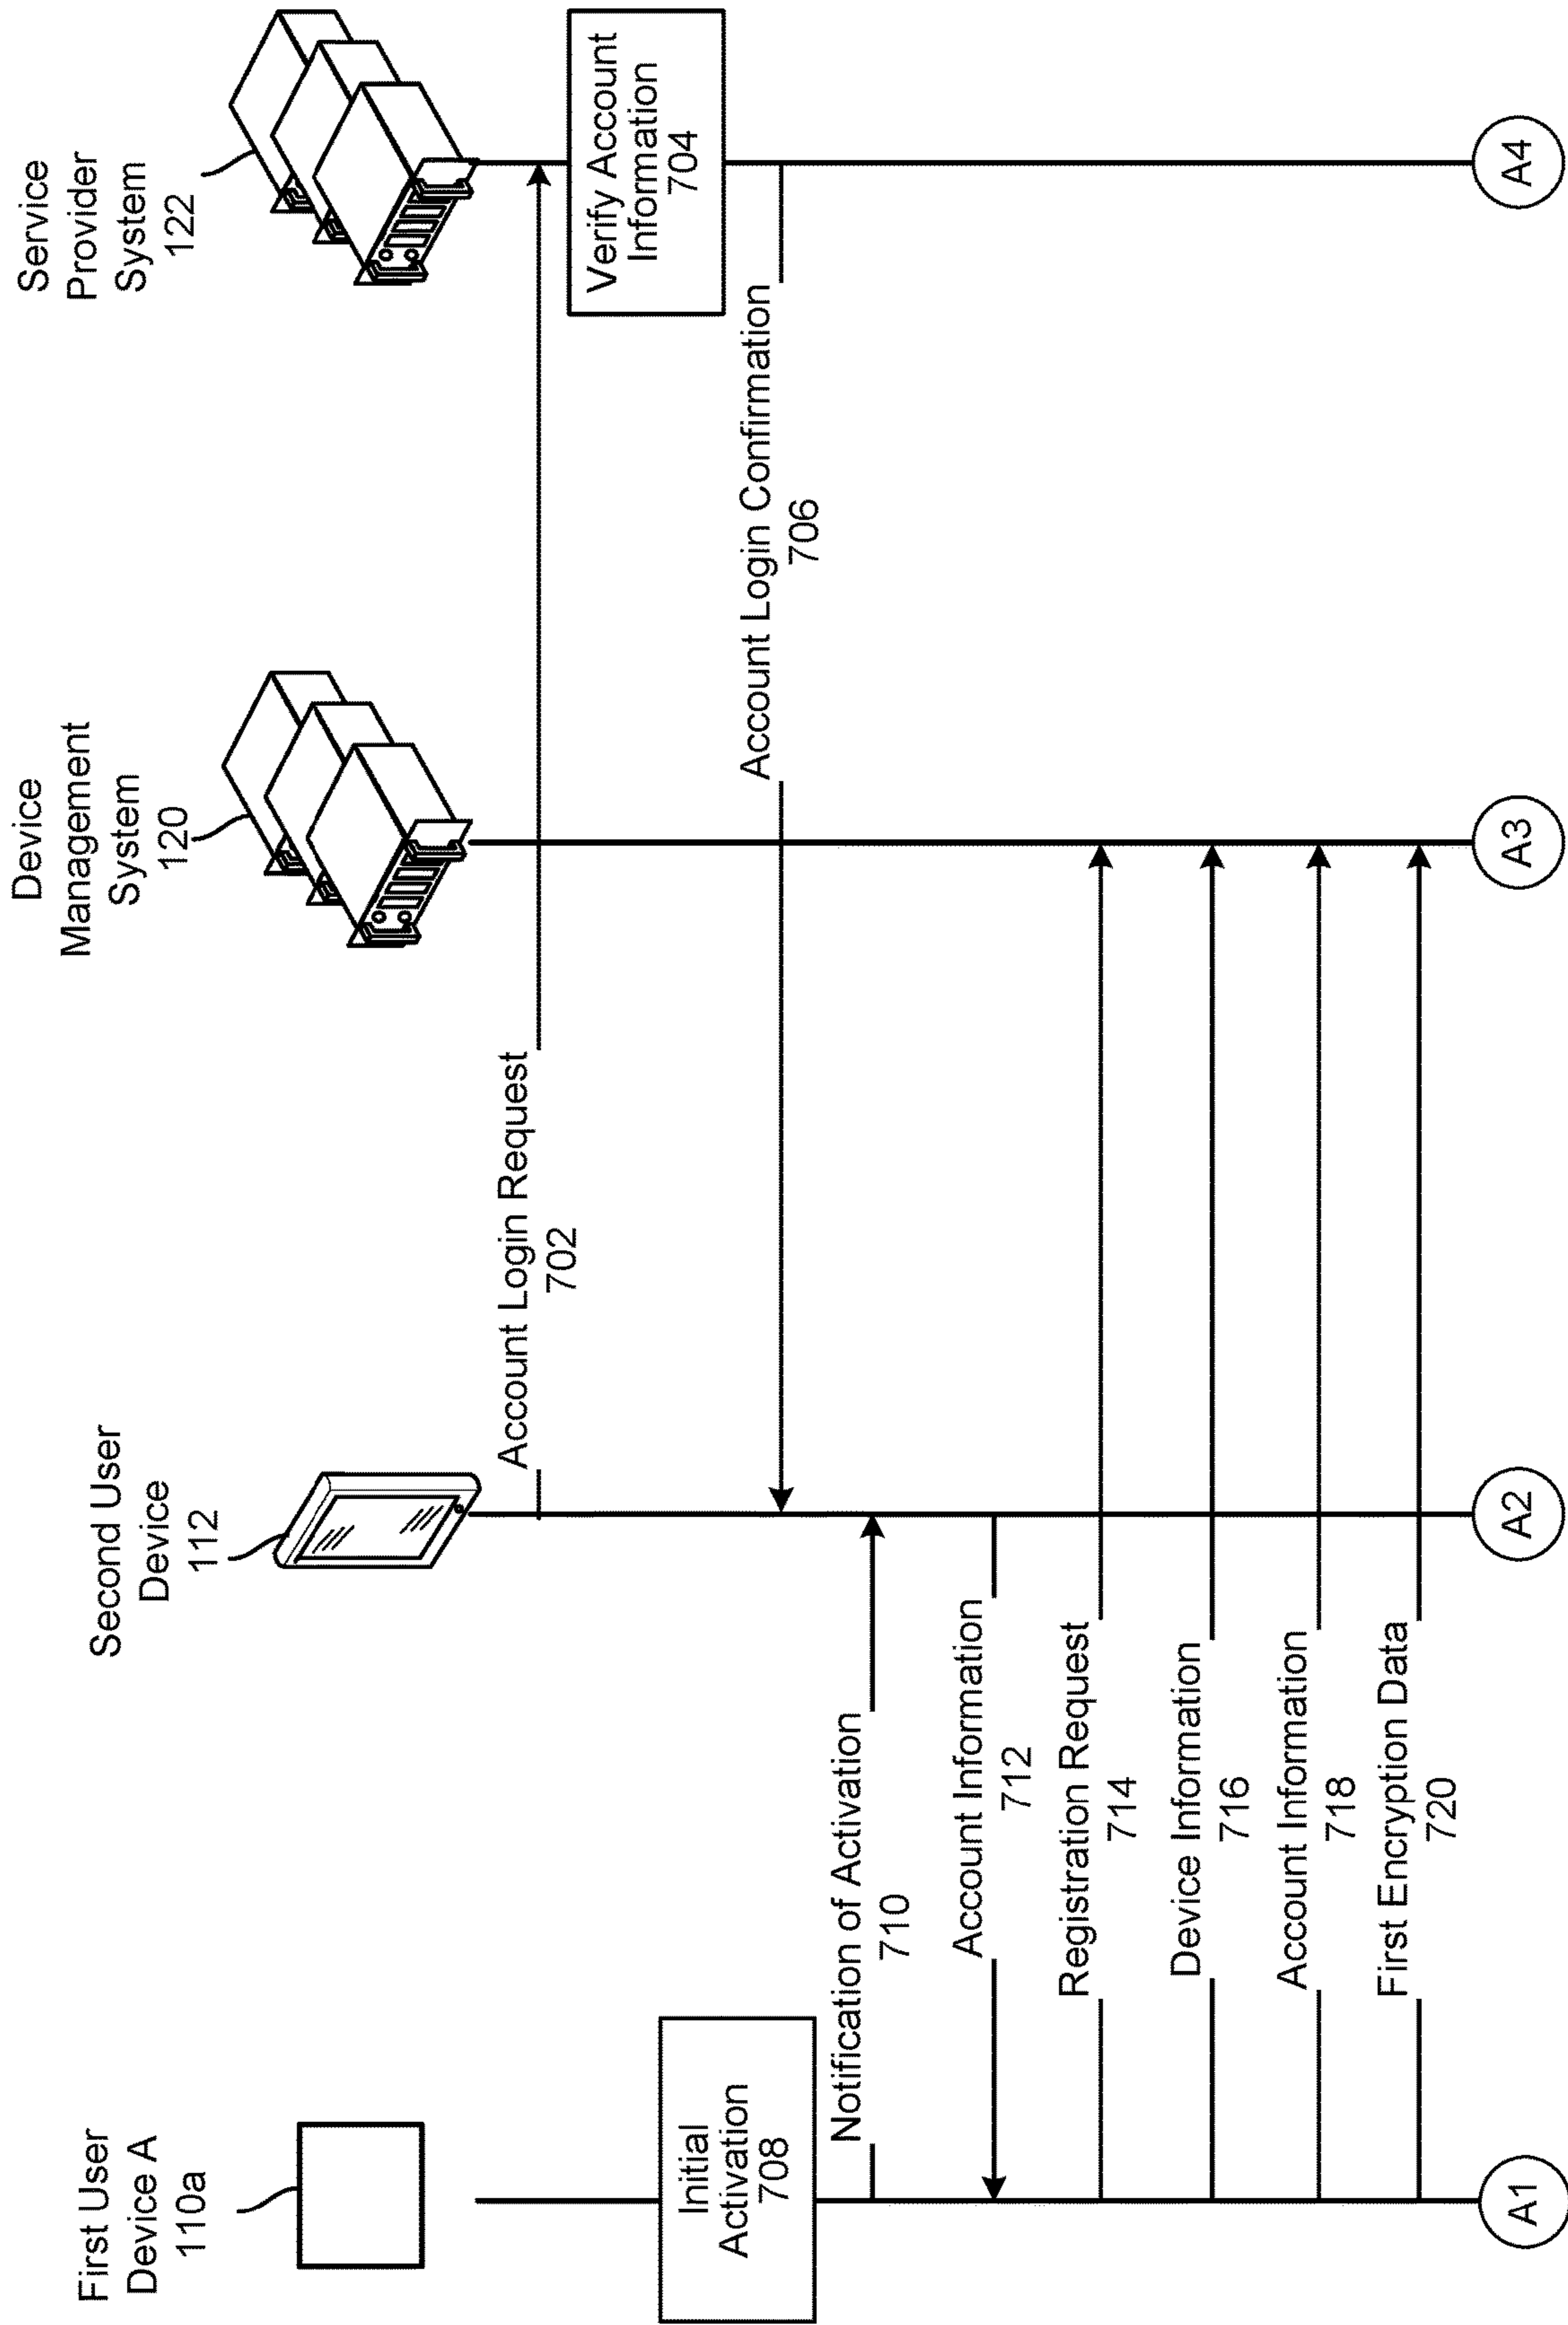 First User
Device A
110a
Second User
Device
112
Device
Management
System
120
Service
Provider
System
122
Account Login Request
702
Verify Account
Information
704
Account Login Confirmation
706
Initial
Activation
708
Notification of Activation
710
Account Information
712
Registration Request
714
Device Information
716
Account Information
718
First Encryption Data
720
A1
A2
A3
A4